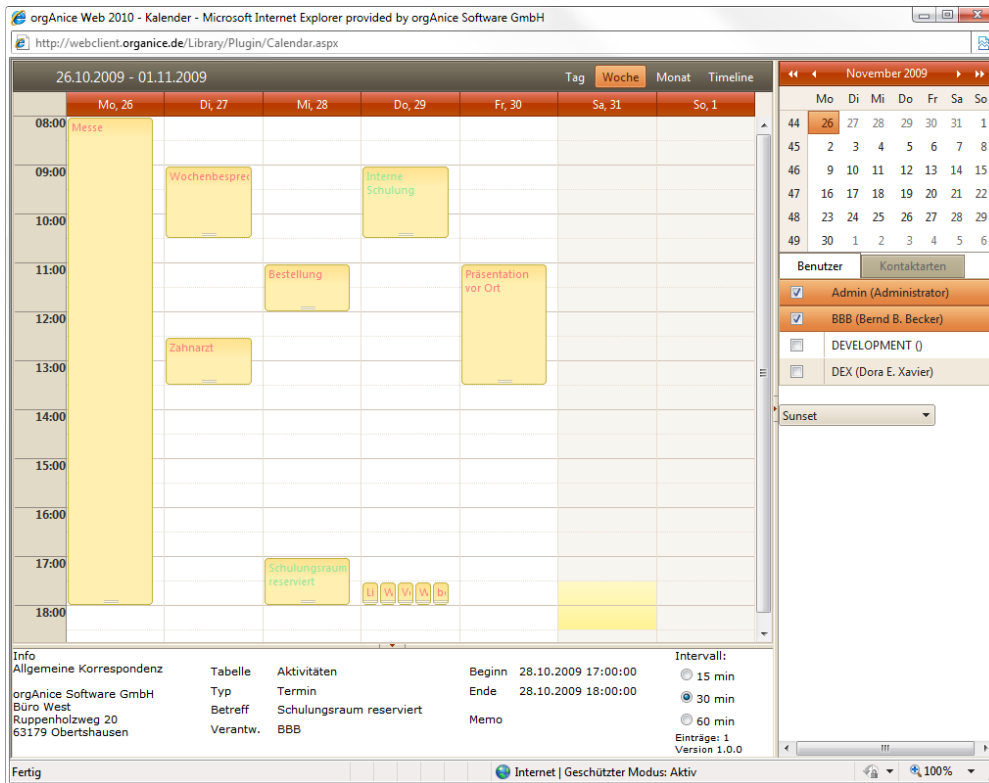 orgAnice Web 2010 - Kalender - Microsoft Internet Explorer provided by orgAnice Software GmbH
http://webclient.organice.de/Library/Plugin/Calendar.aspx
26.10.2009 - 01.11.2009 Tag Woche Monat Timeline
Mo, 26 Di, 27 Mi, 28 Do, 29 Fr, 30 Sa, 31 So, 1
08:00 Messe
09:00 Wochenbesprec Interne
Schulung
10:00
11:00 Bestellung Präsentation
vor Ort
12:00
Zahnarzt
13:00
14:00
15:00
16:00
17:00 Schulungsraum
reserviert
Li W Vi W
18:00
November 2009
Mo Di Mi Do Fr Sa So
44 26 27 28 29 30 31 1
45 2 3 4 5 6 7 8
46 9 10 11 12 13 14 15
47 16 17 18 19 20 21 22
48 23 24 25 26 27 28 29
49 30 1 2 3 4 5 6
Benutzer Kontaktarten
Admin (Administrator)
BBB (Bernd B. Becker)
DEVELOPMENT ()
DEX (Dora E. Xavier)
Sunset
Info
Allgemeine Korrespondenz
orgAnice Software GmbH
Büro West
Ruppenholzweg 20
63179 Obertshausen
Tabelle Aktivitäten
Typ Termin
Betreff Schulungsraum reserviert
Verantw. BBB
Beginn 28.10.2009 17:00:00
Ende 28.10.2009 18:00:00
Memo
Intervall:
15 min
30 min
60 min
Einträge: 1
Version 1.0.0
Fertig Internet | Geschützter Modus: Aktiv 100%